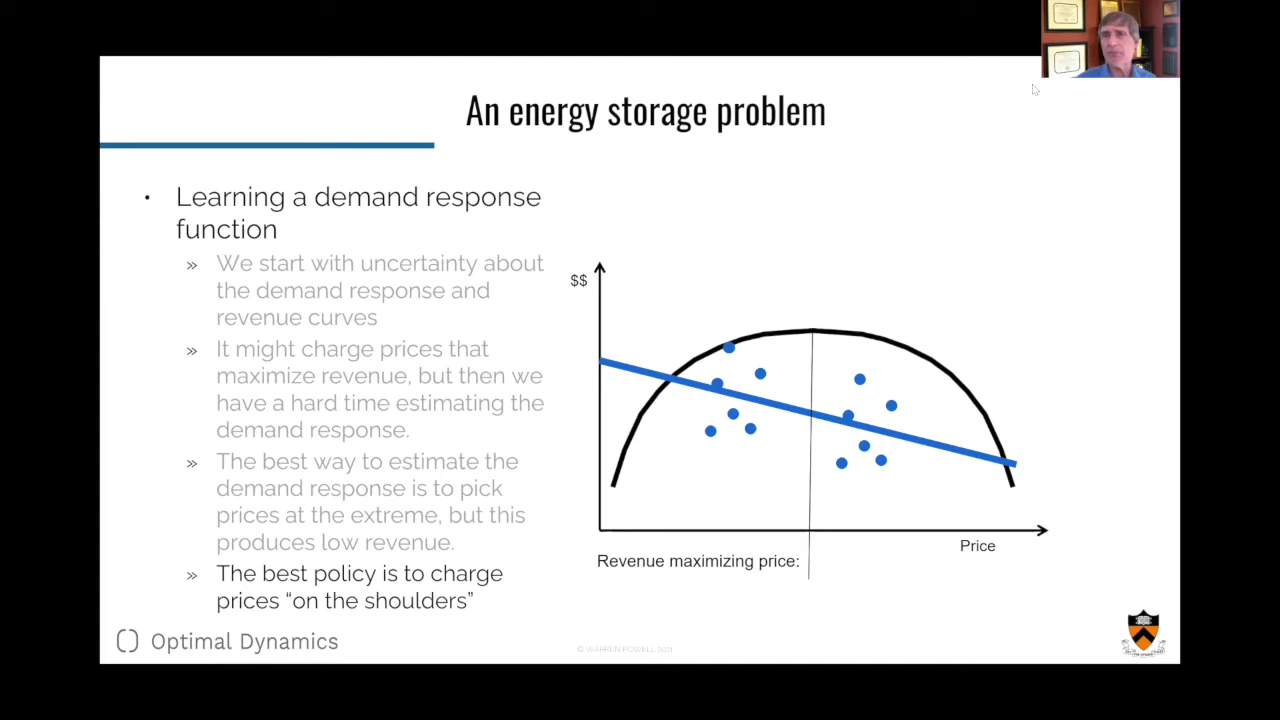 An energy storage problem
• Learning a demand response
function
» We start with uncertainty about
the demand response and
revenue curves
» It might charge prices that
maximize revenue, but then we
have a hard time estimating the
demand response.
» The best way to estimate the
demand response is to pick
prices at the extreme, but this
produces low revenue.
» The best policy is to charge
prices “on the shoulders”
$$
Price
Revenue maximizing price:
Optimal Dynamics
© WARREN POWELL 2021